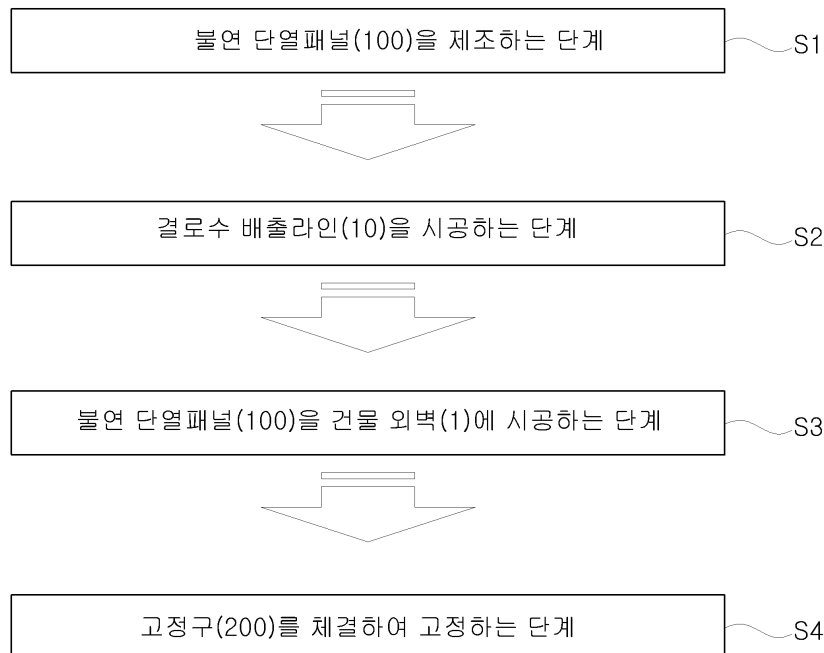 불연 단열패널(100)을 제조하는 단계
S1
결로수 배출라인(10)을 시공하는 단계
S2
불연 단열패널(100)을 건물 외벽(1)에 시공하는 단계
S3
고정구(200)를 체결하여 고정하는 단계
S4